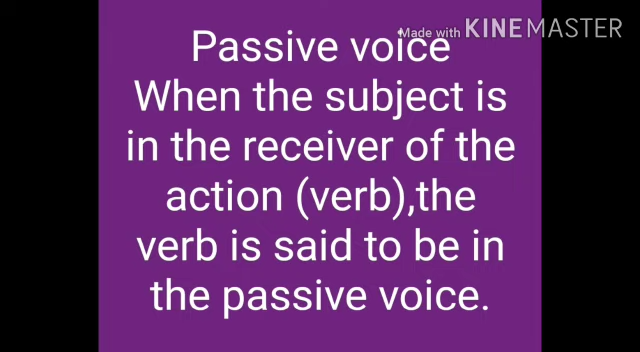 Made with KINEMASTER
Passive voice
When the subject is
in the receiver of the
action (verb),the
verb is said to be in
the passive voice.